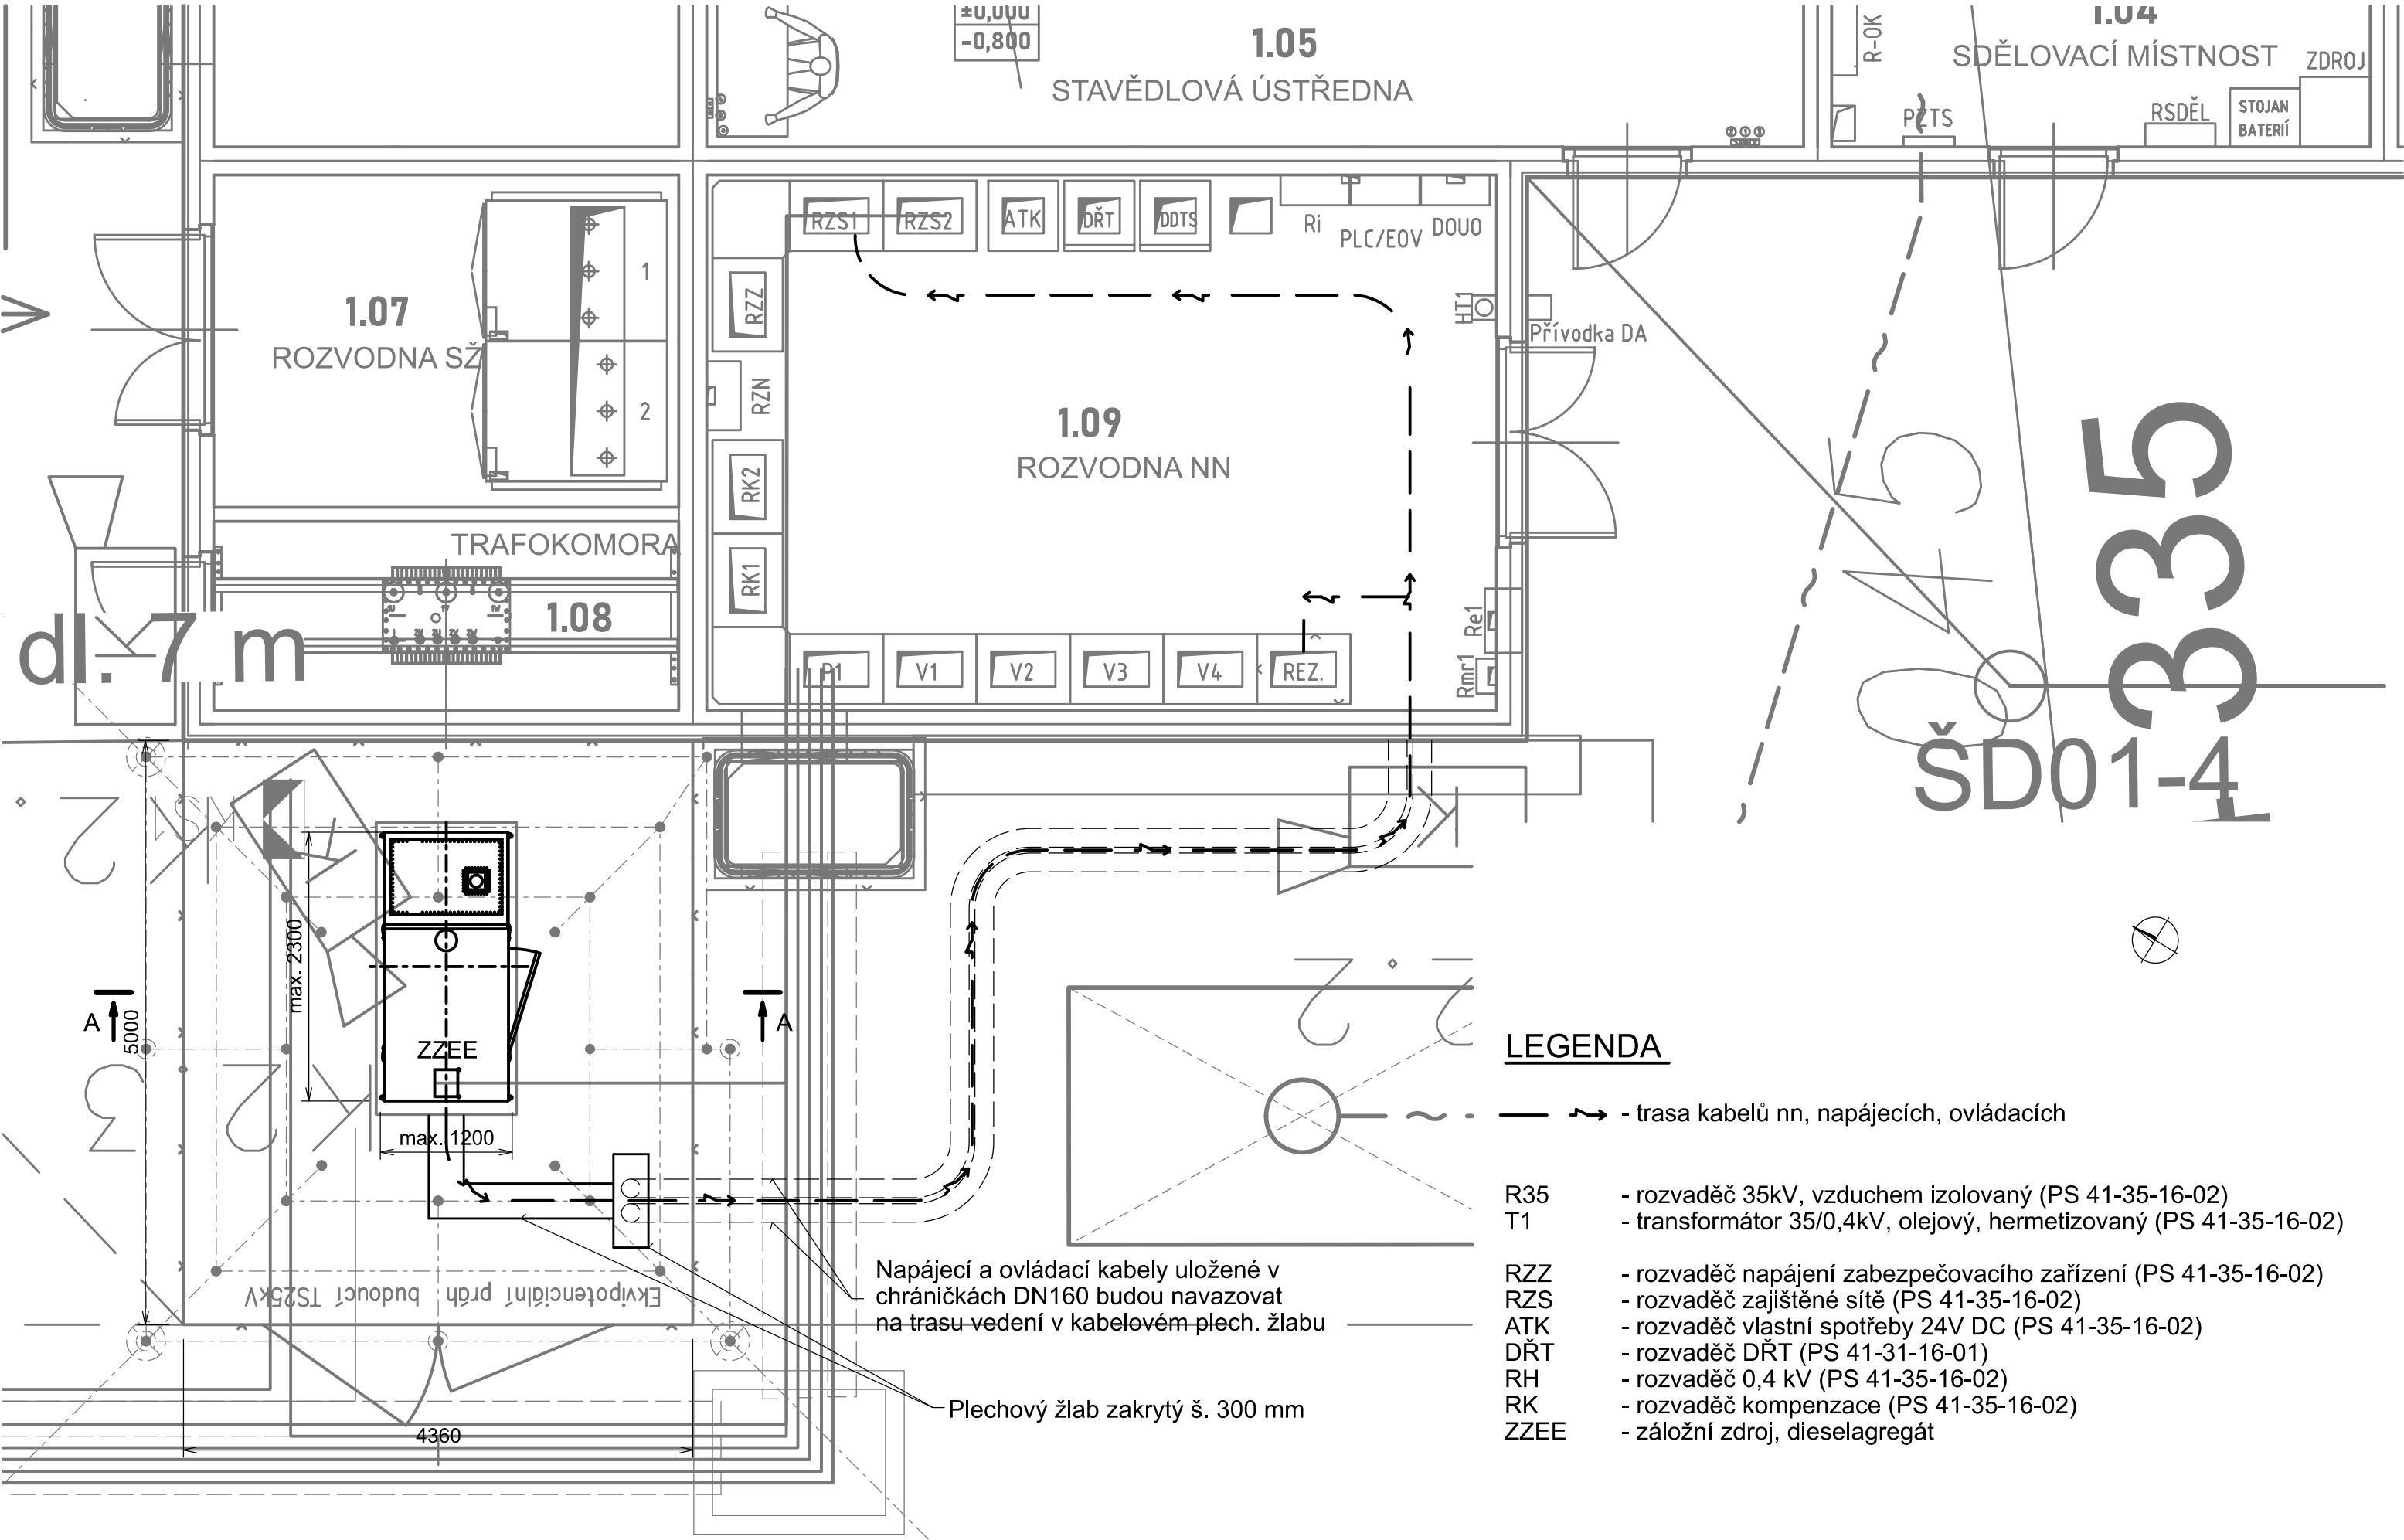 ±0,000
-0,800
1.05
STAVĚDLOVÁ ÚSTŘEDNA
R-OK
1.04
SDĚLOVACÍ MÍSTNOST
ZDROJ
PZTS
RSDĚL
STOJAN
BATERIÍ
RZS1
RZS2
ATK
DŘT
DDTS
Ri
PLC/EOV
DOUO
1
2
1.07
ROZVODNA SŽ
RZZ
RZN
RK2
RK1
HT1
Přívodka DA
1.09
ROZVODNA NN
335
TRAFOKOMORA
1.08
dl. 7 m
Re1
Rmr1
P1
V1
V2
V3
V4
REZ.
ŠD01-4
max. 2300
5000
A
A
ZZEE
max. 1200
Ekvipotenciální práh budoucí TS25kV
4360
Napájecí a ovládací kabely uložené v
chráničkách DN160 budou navazovat
na trasu vedení v kabelovém plech. žlabu
Plechový žlab zakrytý š. 300 mm
LEGENDA
- trasa kabelů nn, napájecích, ovládacích
R35 - rozvaděč 35kV, vzduchem izolovaný (PS 41-35-16-02)
T1 - transformátor 35/0,4kV, olejový, hermetizovaný (PS 41-35-16-02)
RZZ - rozvaděč napájení zabezpečovacího zařízení (PS 41-35-16-02)
RZS - rozvaděč zajištěné sítě (PS 41-35-16-02)
ATK - rozvaděč vlastní spotřeby 24V DC (PS 41-35-16-02)
DŘT - rozvaděč DŘT (PS 41-31-16-01)
RH - rozvaděč 0,4 kV (PS 41-35-16-02)
RK - rozvaděč kompenzace (PS 41-35-16-02)
ZZEE - záložní zdroj, dieselagregát